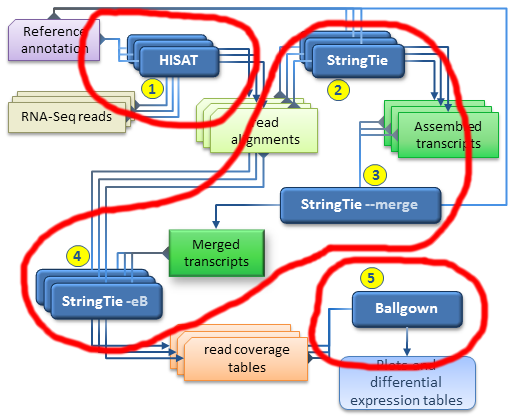 Reference
annotation
HISAT
StringTie
1
2
RNA-Seq reads
read
alignments
Assembled
transcripts
3
StringTie --merge
4
Merged
transcripts
5
StringTie -eB
Ballgown
read coverage
tables
Plots and
differential
expression tables